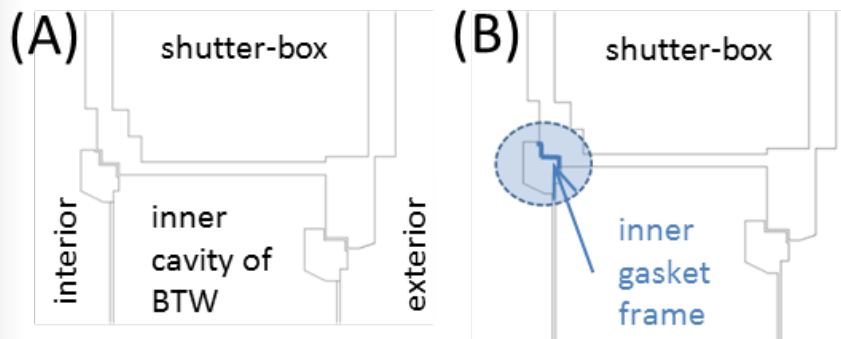 (A)
shutter-box
interior
inner
cavity of
BTW
exterior
(B)
shutter-box
inner
gasket
frame